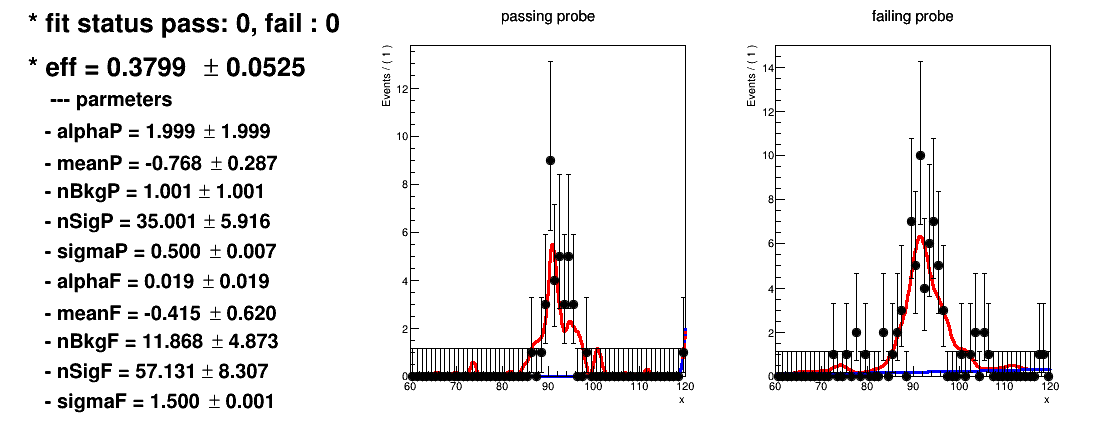 * fit status pass: 0, fail : 0
* eff = 0.3799 ± 0.0525
--- parmeters
- alphaP = 1.999 ± 1.999
- meanP = -0.768 ± 0.287
- nBkgP = 1.001 ± 1.001
- nSigP = 35.001 ± 5.916
- sigmaP = 0.500 ± 0.007
- alphaF = 0.019 ± 0.019
- meanF = -0.415 ± 0.620
- nBkgF = 11.868 ± 4.873
- nSigF = 57.131 ± 8.307
- sigmaF = 1.500 ± 0.001
passing probe
Events / ( 1 )
12
10
8
6
4
2
0
60 70 80 90 100 110 120
x
failing probe
Events / ( 1 )
14
12
10
8
6
4
2
0
60 70 80 90 100 110 120
x